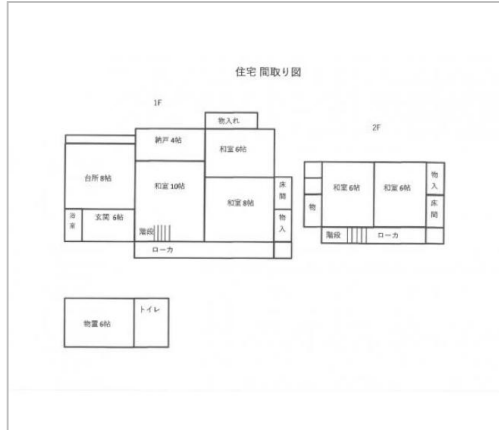 住宅 間取り図
1F
物入れ
2F
納戸 4帖
和室 6帖
台所 8帖
和室 10帖
床間
物入
和室 6帖
和室 6帖
物入
物
床間
浴室
玄関 6帖
和室 8帖
階段
ローカ
階段
ローカ
物置 6帖
トイレ